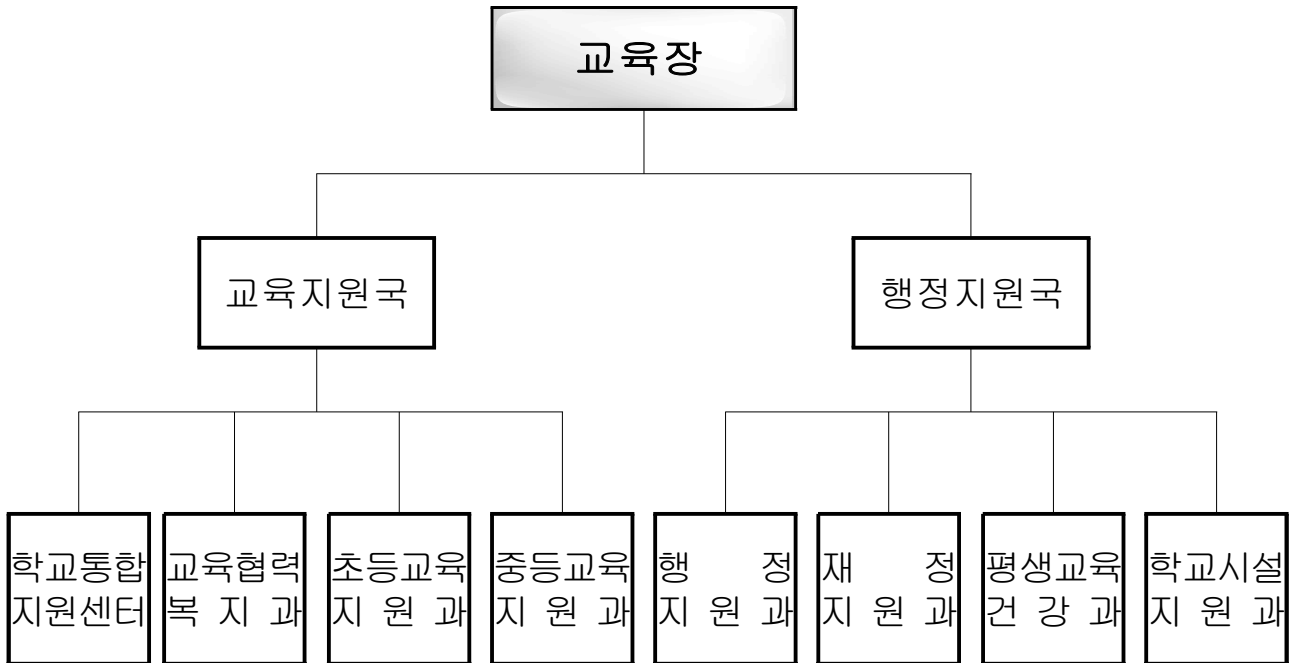 교육장
교육지원국
행정지원국
학교통합
지원센터
교육협력
복 지 과
초등교육
지 원 과
중등교육
지 원 과
행 정
지 원 과
재 정
지 원 과
평생교육
건 강 과
학교시설
지 원 과